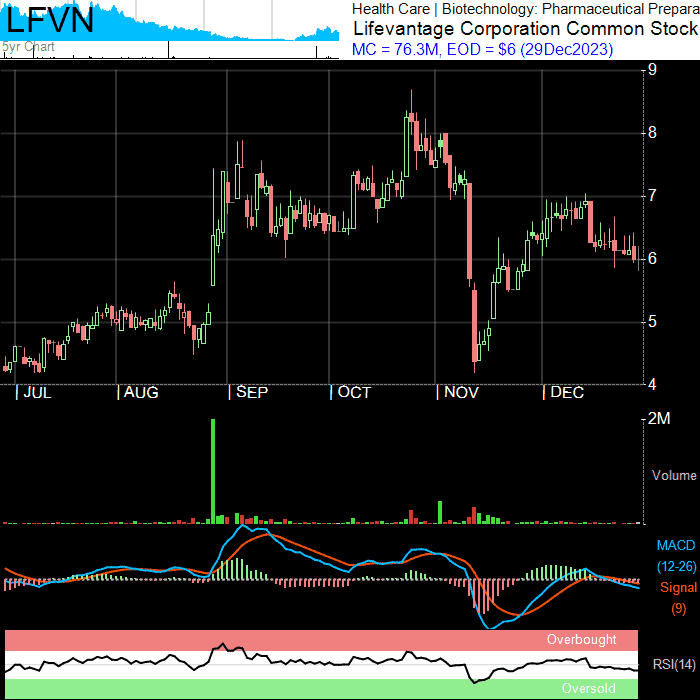 LFVN
5yr Chart
Health Care | Biotechnology: Pharmaceutical Prepara
Lifevantage Corporation Common Stock
MC = 76.3M, EOD = $6 (29Dec2023)
9
8
7
6
5
4
JUL AUG SEP OCT NOV DEC
2M
Volume
MACD
(12-26)
Signal
(9)
Overbought
RSI(14)
Oversold